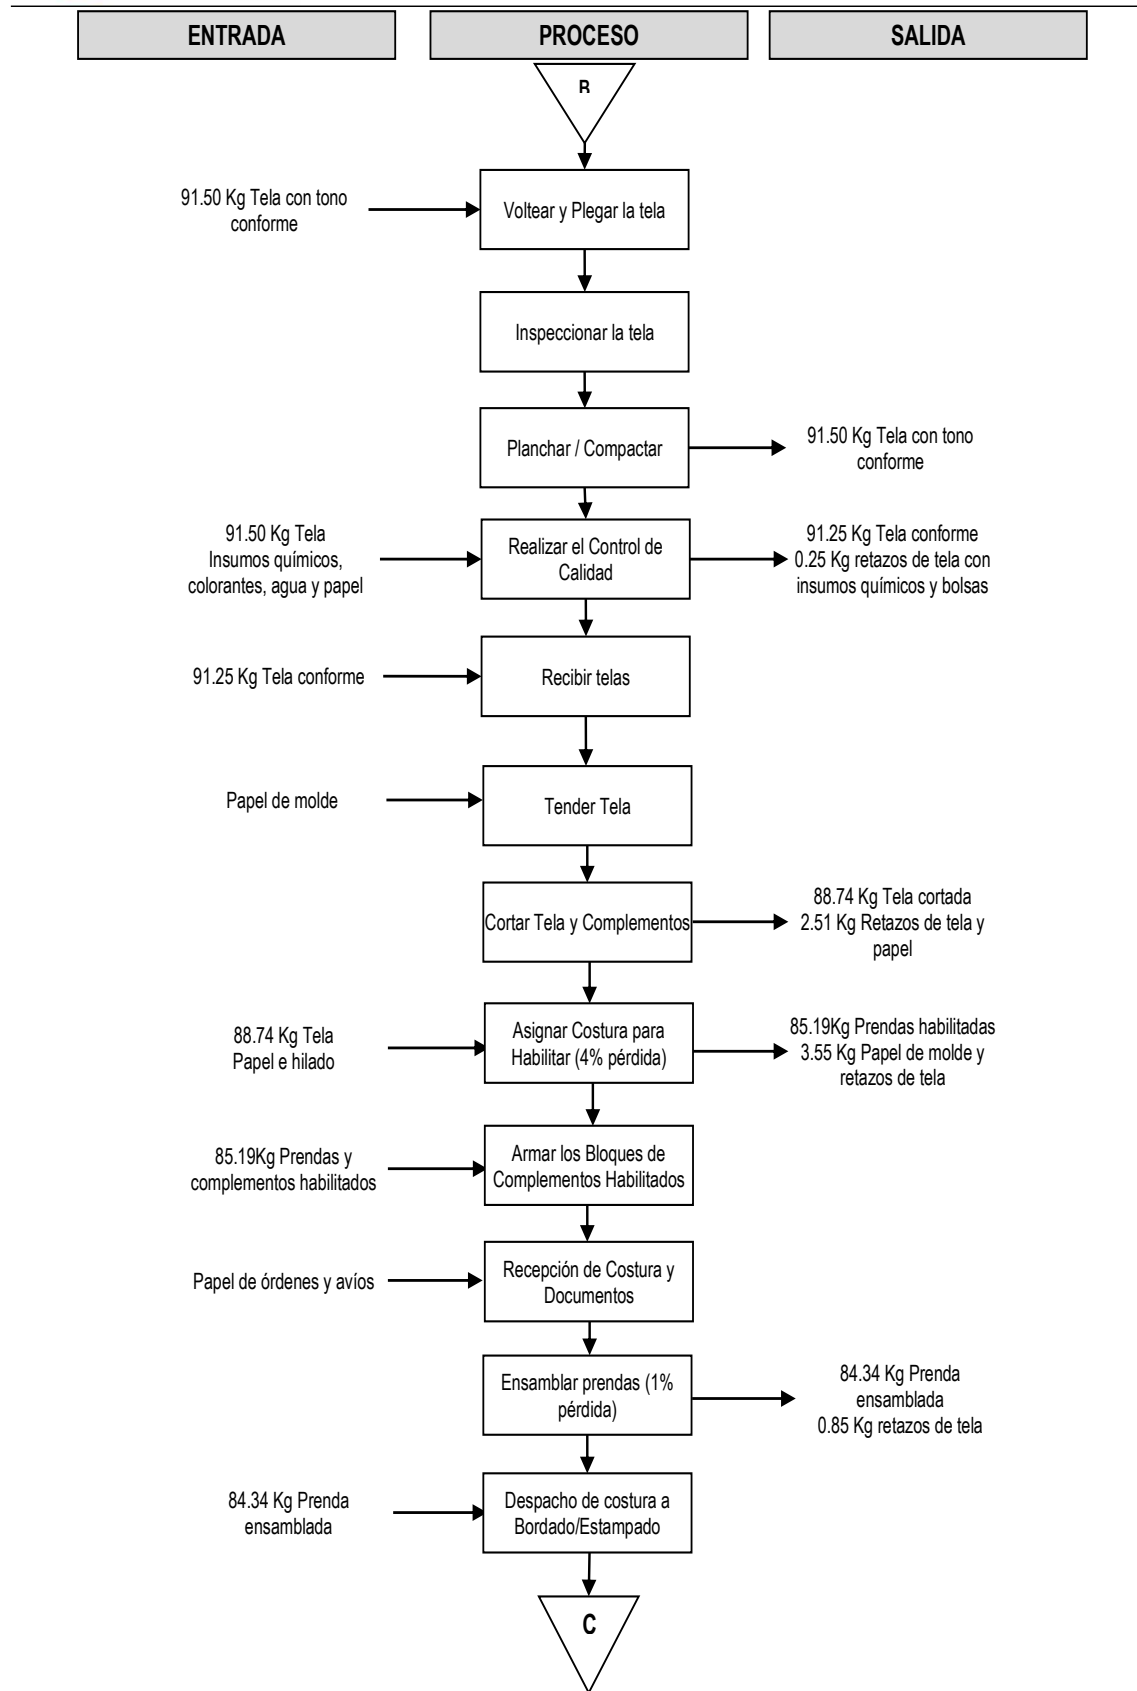 ENTRADA
PROCESO
SALIDA
B
91.50 Kg Tela con tono
conforme
Voltear y Plegar la tela
Inspeccionar la tela
Planchar / Compactar
91.50 Kg Tela con tono
conforme
91.50 Kg Tela
Insumos químicos,
colorantes, agua y papel
Realizar el Control de
Calidad
91.25 Kg Tela conforme
0.25 Kg retazos de tela con
insumos químicos y bolsas
91.25 Kg Tela conforme
Recibir telas
Papel de molde
Tender Tela
Cortar Tela y Complementos
88.74 Kg Tela cortada
2.51 Kg Retazos de tela y
papel
88.74 Kg Tela
Papel e hilado
Asignar Costura para
Habilitar (4% pérdida)
85.19Kg Prendas habilitadas
3.55 Kg Papel de molde y
retazos de tela
85.19Kg Prendas y
complementos habilitados
Armar los Bloques de
Complementos Habilitados
Papel de órdenes y avíos
Recepción de Costura y
Documentos
Ensamblar prendas (1%
pérdida)
84.34 Kg Prenda
ensamblada
0.85 Kg retazos de tela
84.34 Kg Prenda
ensamblada
Despacho de costura a
Bordado/Estampado
C